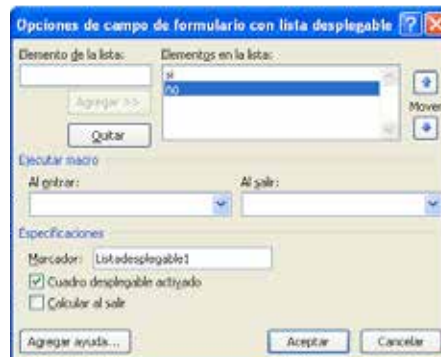 Opciones de campo de formulario con lista desplegable
Elemento de la lista:
Elementos en la lista:
si
no
Agregar >>
Mover
Quitar
Ejecutar macro
Al entrar:
Al salir:
Especificaciones
Marcador: Listadesplegable1
Cuadro desplegable activado
Calcular al salir
Agregar ayuda... Aceptar Cancelar